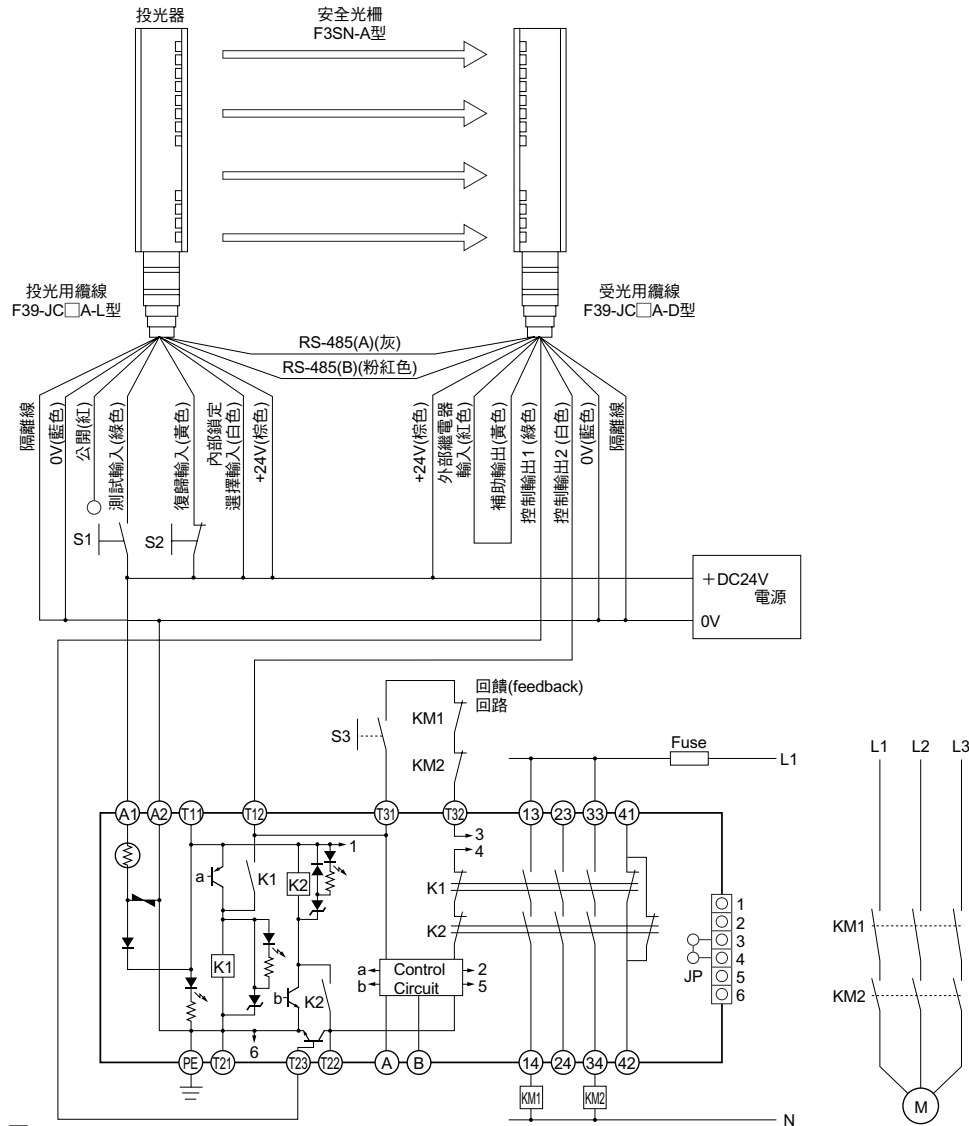 投光器
安全光柵
F3SN-A型
投光用纜線
F39-JC□A-L型
受光用纜線
F39-JC□A-D型
RS-485(A)(灰)
RS-485(B)(粉紅色)
隔離線
0V(藍色)
公開(紅)
測試輸入(綠色)
復歸輸入(黃色)
內部鎖定
選擇輸入(白色)
+24V(棕色)
+24V(棕色)
外部繼電器
輸入(紅色)
補助輸出(黃色)
控制輸出1 (綠色)
控制輸出2 (白色)
0V(藍色)
隔離線
S1
S2
+DC24V
電源
0V
回饋(feedback)
回路
S3
KM1
KM2
Fuse
L1
L1 L2 L3
A1 A2 T11 T12 T31 T32 13 23 33 41
3
4
1
a
K1
K2
K1
K2
K1
b
K2
a
b
Control
Circuit
2
5
6
JP
1
2
3
4
5
6
KM1
KM2
M
PE T21 T23 T22 A B 14 24 34 42
KM1
KM2
N